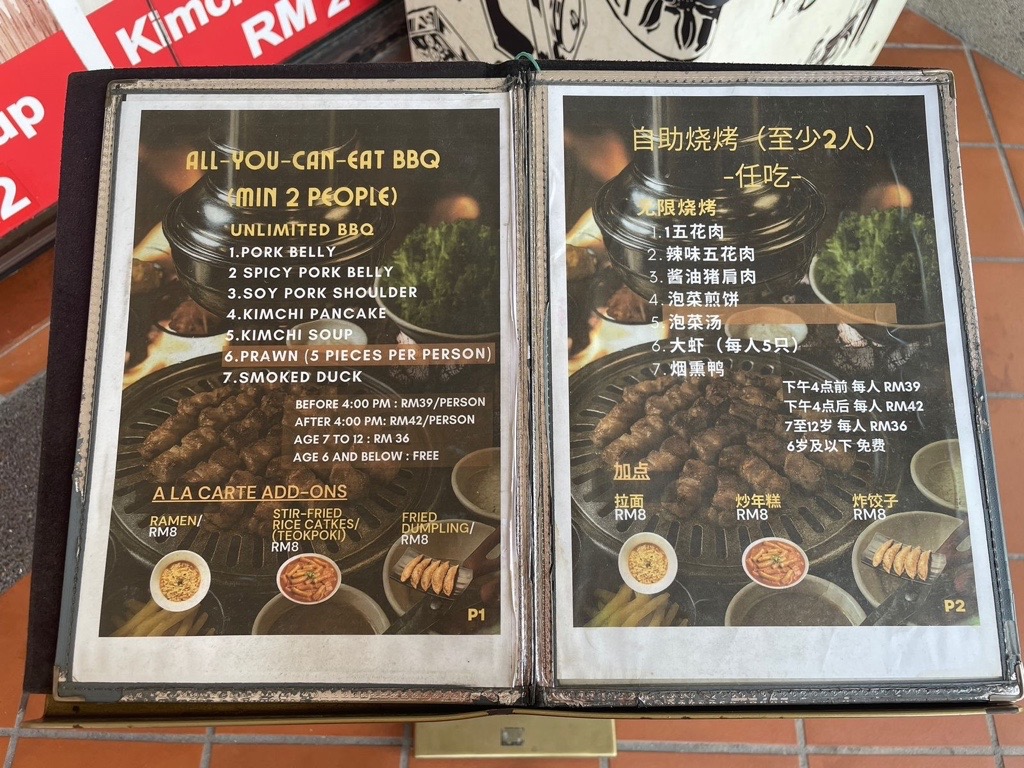 Kimch
RM 2
up
2
ALL-YOU-CAN-EAT BBQ
(MIN 2 PEOPLE)
UNLIMITED BBQ
1.PORK BELLY
2 SPICY PORK BELLY
3.SOY PORK SHOULDER
4.KIMCHI PANCAKE
5.KIMCHI SOUP
6.PRAWN (5 PIECES PER PERSON)
7.SMOKED DUCK
BEFORE 4:00 PM : RM39/PERSON
AFTER 4:00 PM: RM42/PERSON
AGE 7 TO 12 : RM 36
AGE 6 AND BELOW : FREE
A LA CARTE ADD-ONS
RAMEN/
RM8
STIR-FRIED
RICE CATKES/
(TEOKPOKI)
RM8
FRIED
DUMPLING/
RM8
P1
自助烧烤（至少2人）
-任吃-
无限烧烤
1.1五花肉
2.辣味五花肉
3.酱油猪肩肉
4.泡菜煎饼
5.泡菜汤
6.大虾（每人5只）
7.烟熏鸭
下午4点前 每人 RM39
下午4点后 每人 RM42
7至12岁 每人 RM36
6岁及以下 免费
加点
拉面
RM8
炒年糕
RM8
炸饺子
RM8
P2